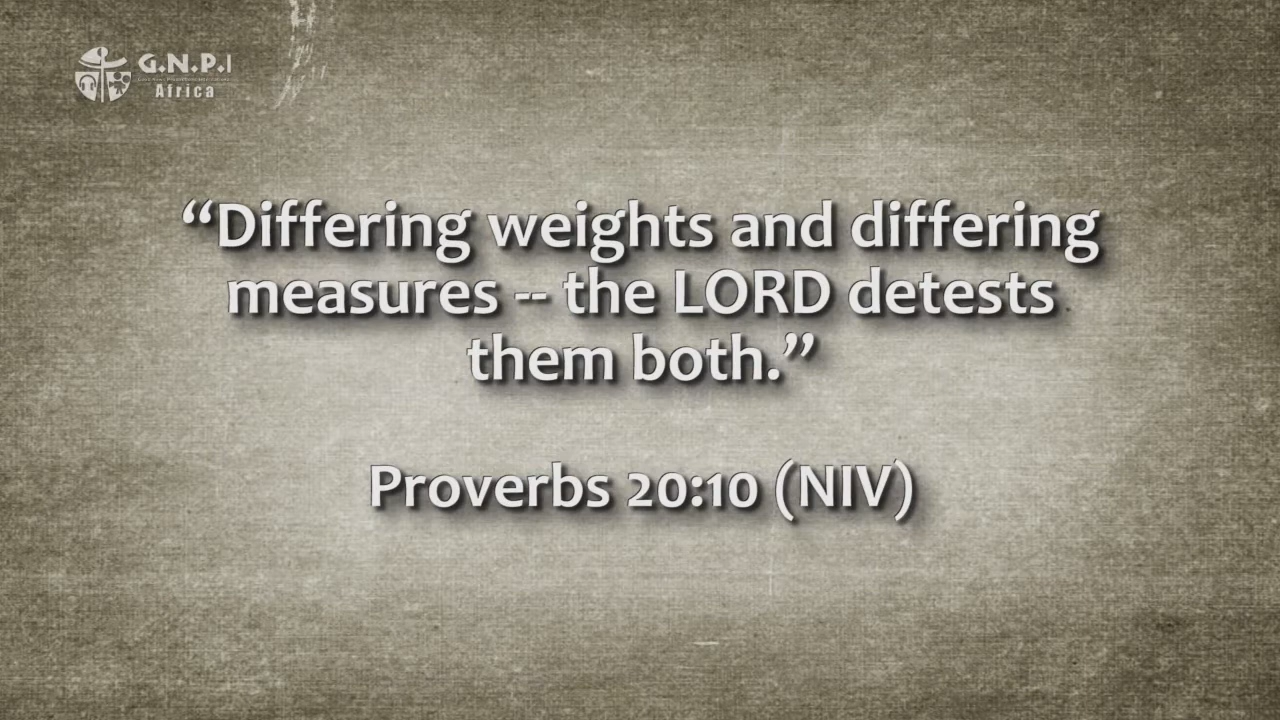 G.N.P.I
Africa
“Differing weights and differing
measures -- the LORD detests
them both.”
Proverbs 20:10 (NIV)